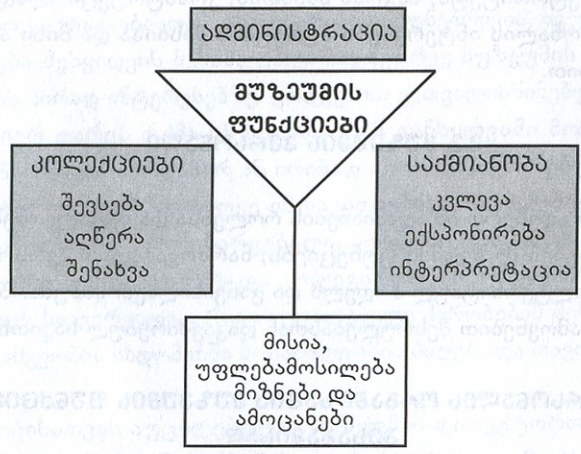 ადმინისტრაცია
მუზეუმის
ფუნქციები
კოლექციები
შევსება
აღწერა
შენახვა
საქმიანობა
კვლევა
ექსპონირება
ინტერპრეტაცია
მისია,
უფლებამოსილება
მიზნები და
ამოცანები